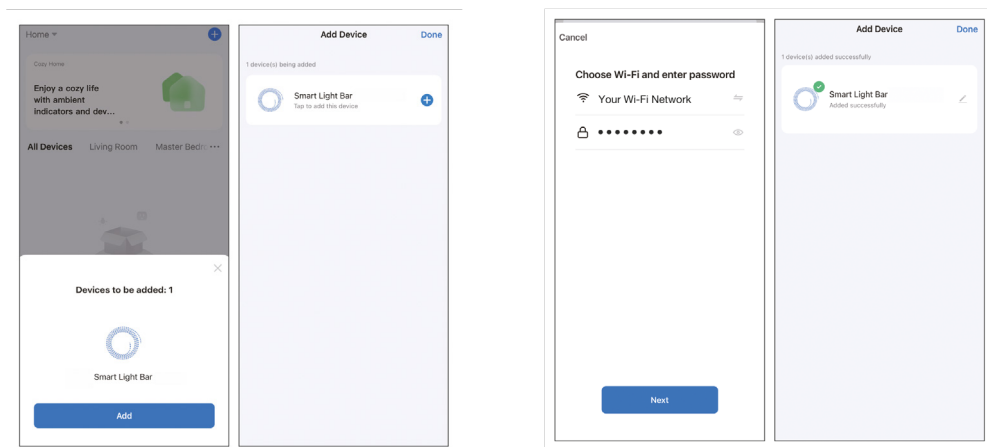 Home
Cozy Home
Enjoy a cozy life
with ambient
indicators and dev...
All Devices Living Room Master Bedr ...
Devices to be added: 1
Smart Light Bar
Add
Add Device Done
1 device(s) being added
Smart Light Bar
Tap to add this device
Cancel
Choose Wi-Fi and enter password
Your Wi-Fi Network
••••••••
Next
Add Device Done
1 device(s) added successfully
Smart Light Bar
Added successfully